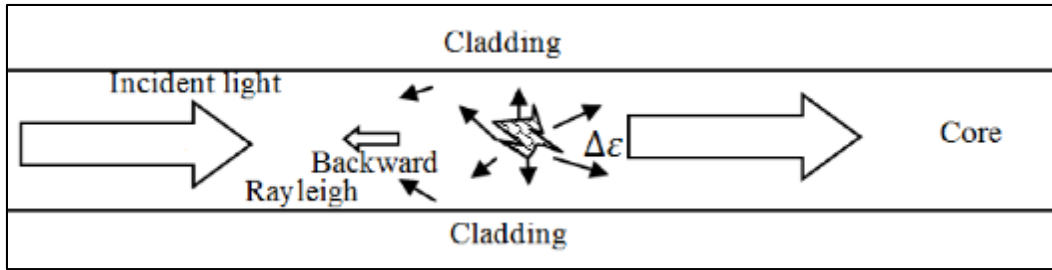 Cladding
Incident light
Core
Δε
Backward
Rayleigh
Cladding